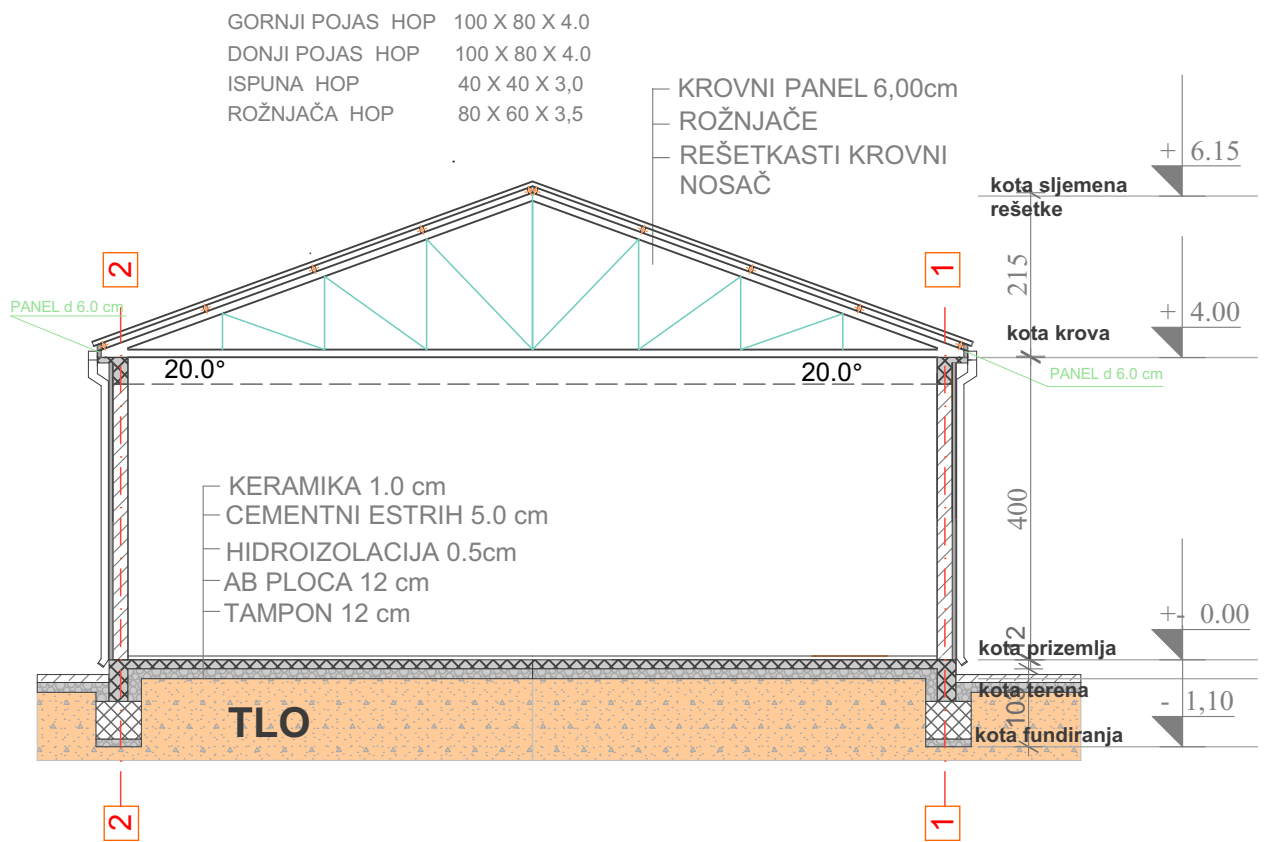 GORNJI POJAS HOP 100 X 80 X 4.0
DONJI POJAS HOP 100 X 80 X 4.0
ISPUNA HOP 40 X 40 X 3,0
ROŽNJAČA HOP 80 X 60 X 3,5
KROVNI PANEL 6,00cm
ROŽNJAČE
REŠETKASTI KROVNI
NOSAČ
+ 6.15
kota sljemena
rešetke
2
1
215
PANEL d 6.0 cm
+ 4.00
kota krova
20.0°
20.0°
PANEL d 6.0 cm
KERAMIKA 1.0 cm
CEMENTNI ESTRIH 5.0 cm
HIDROIZOLACIJA 0.5cm
AB PLOCA 12 cm
TAMPON 12 cm
400
+- 0.00
12
kota prizemlja
kota terena
- 1,10
TLO
kota fundiranja
2
1